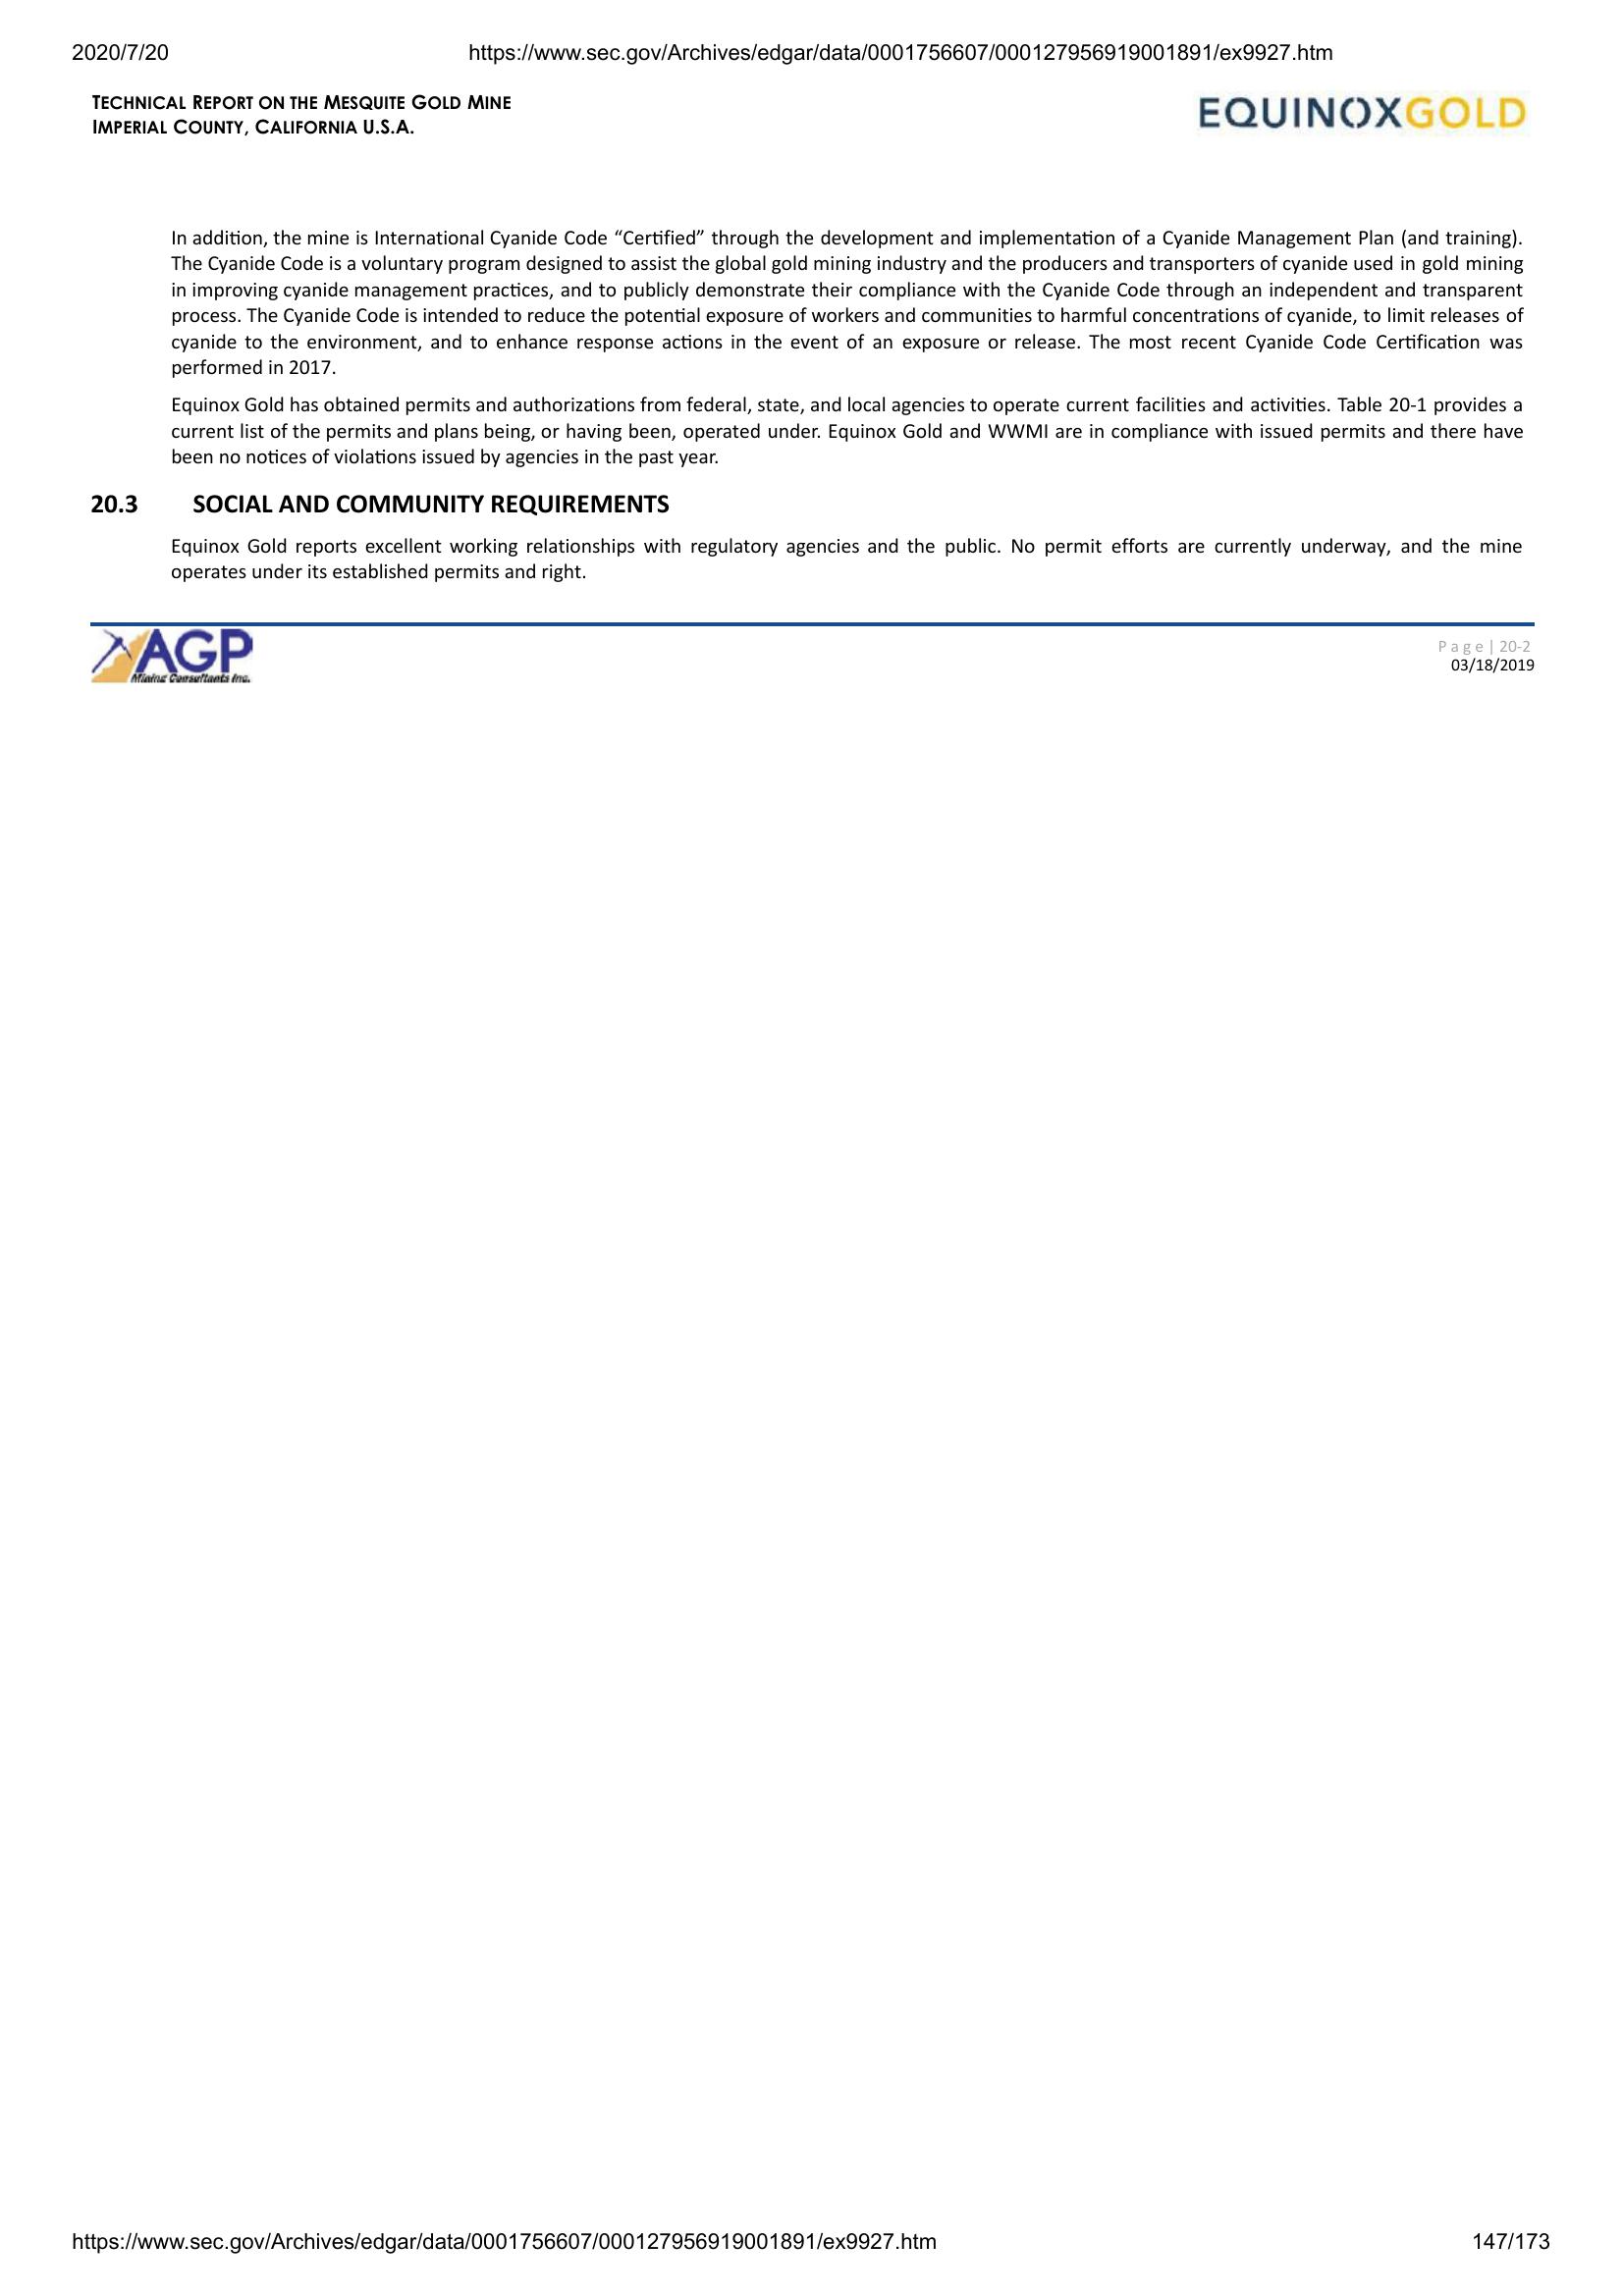 2020/7/20 https://www.sec.gov/Archives/edgar/data/0001756607/000127956919001891/ex9927.htm
TECHNICAL REPORT ON THE MESQUITE GOLD MINE
IMPERIAL COUNTY, CALIFORNIA U.S.A.
EQUINOXGOLD
In addition, the mine is International Cyanide Code “Certified” through the development and implementation of a Cyanide Management Plan (and training).
The Cyanide Code is a voluntary program designed to assist the global gold mining industry and the producers and transporters of cyanide used in gold mining
in improving cyanide management practices, and to publicly demonstrate their compliance with the Cyanide Code through an independent and transparent
process. The Cyanide Code is intended to reduce the potential exposure of workers and communities to harmful concentrations of cyanide, to limit releases of
cyanide to the environment, and to enhance response actions in the event of an exposure or release. The most recent Cyanide Code Certification was
performed in 2017.
Equinox Gold has obtained permits and authorizations from federal, state, and local agencies to operate current facilities and activities. Table 20-1 provides a
current list of the permits and plans being, or having been, operated under. Equinox Gold and WWMI are in compliance with issued permits and there have
been no notices of violations issued by agencies in the past year.
20.3 SOCIAL AND COMMUNITY REQUIREMENTS
Equinox Gold reports excellent working relationships with regulatory agencies and the public. No permit efforts are currently underway, and the mine
operates under its established permits and right.
AGP
Mining Consultants Inc.
P a g e | 20-2
03/18/2019
https://www.sec.gov/Archives/edgar/data/0001756607/000127956919001891/ex9927.htm 147/173